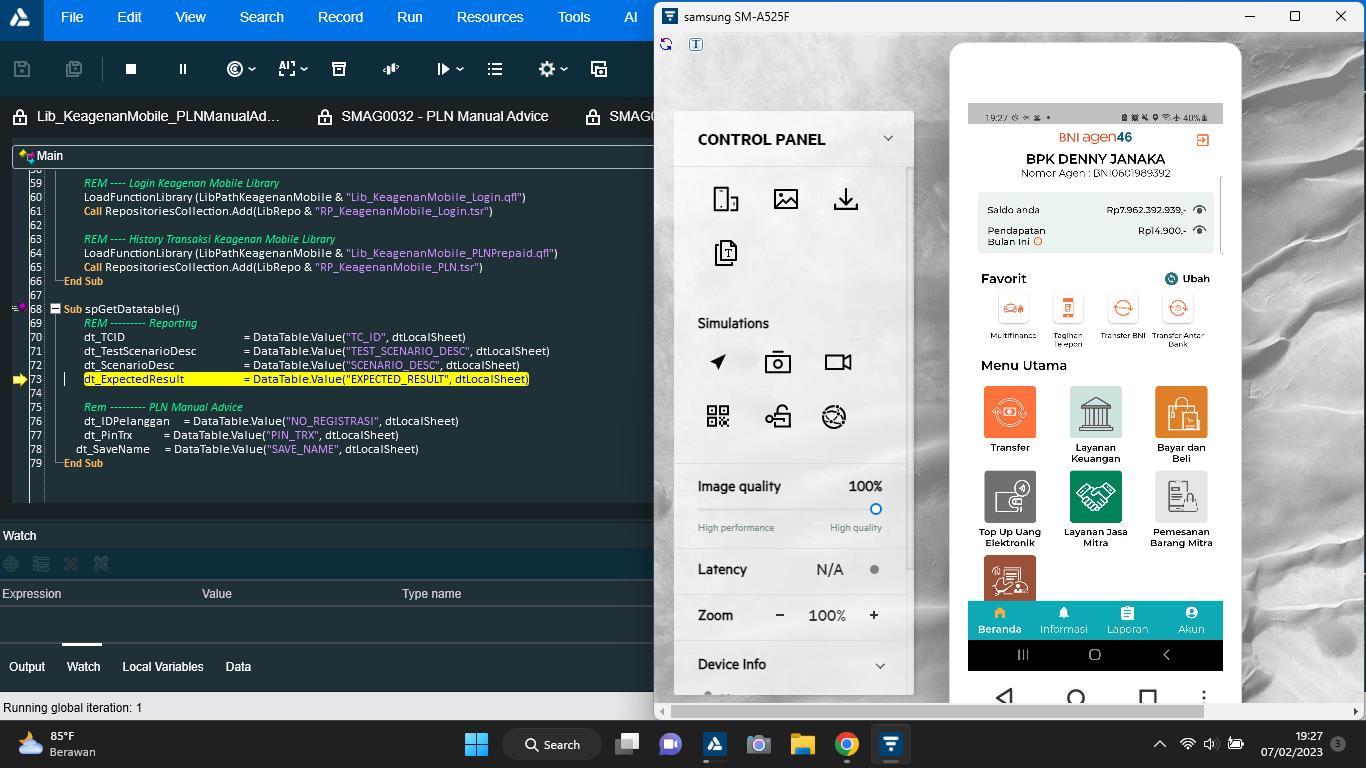 File Edit View Search Record Run Resources Tools AI
Lib_KeagenanMobile_PLNManualAd... SMAG0032 - PLN Manual Advice SMAG0
Main
59 REM ---- Login Keagenan Mobile Library
60 LoadFunctionLibrary (LibPathKeagenanMobile & "Lib_KeagenanMobile_Login.qfl")
61 Call RepositoriesCollection.Add(LibRepo & "RP_KeagenanMobile_Login.tsr")
62
63 REM ---- History Transaksi Keagenan Mobile Library
64 LoadFunctionLibrary (LibPathKeagenanMobile & "Lib_KeagenanMobile_PLNPrepaid.qfl")
65 Call RepositoriesCollection.Add(LibRepo & "RP_KeagenanMobile_PLN.tsr")
66 End Sub
67
68 Sub spGetDatatable()
69 REM --------- Reporting
70 dt_TCID = DataTable.Value("TC_ID", dtLocalSheet)
71 dt_TestScenarioDesc = DataTable.Value("TEST_SCENARIO_DESC", dtLocalSheet)
72 dt_ScenarioDesc = DataTable.Value("SCENARIO_DESC", dtLocalSheet)
73 dt_ExpectedResult = DataTable.Value("EXPECTED_RESULT", dtLocalSheet)
74
75 Rem --------- PLN Manual Advice
76 dt_IDPelanggan = DataTable.Value("NO_REGISTRASI", dtLocalSheet)
77 dt_PinTrx = DataTable.Value("PIN_TRX", dtLocalSheet)
78 dt_SaveName = DataTable.Value("SAVE_NAME", dtLocalSheet)
79 End Sub
Watch
Expression Value Type name
Output Watch Local Variables Data
Running global iteration: 1
samsung SM-A525F
T
CONTROL PANEL
T
Simulations
Image quality 100%
High performance High quality
Latency N/A
Zoom − 100% +
Device Info
19:27 40%
BNI agen46
BPK DENNY JANAKA
Nomor Agen : BNI0601989392
Saldo anda Rp7.962.392.939,-
Pendapatan Rp14.900,-
Bulan Ini
Favorit Ubah
Multifinance Tagihan Transfer BNI Transfer Antar
Telepon Bank
Menu Utama
Transfer Layanan Bayar dan
Keuangan Beli
Top Up Uang Layanan Jasa Pemesanan
Elektronik Mitra Barang Mitra
Beranda Informasi Laporan Akun
85°F
Berawan
Search
19:27
07/02/2023 3